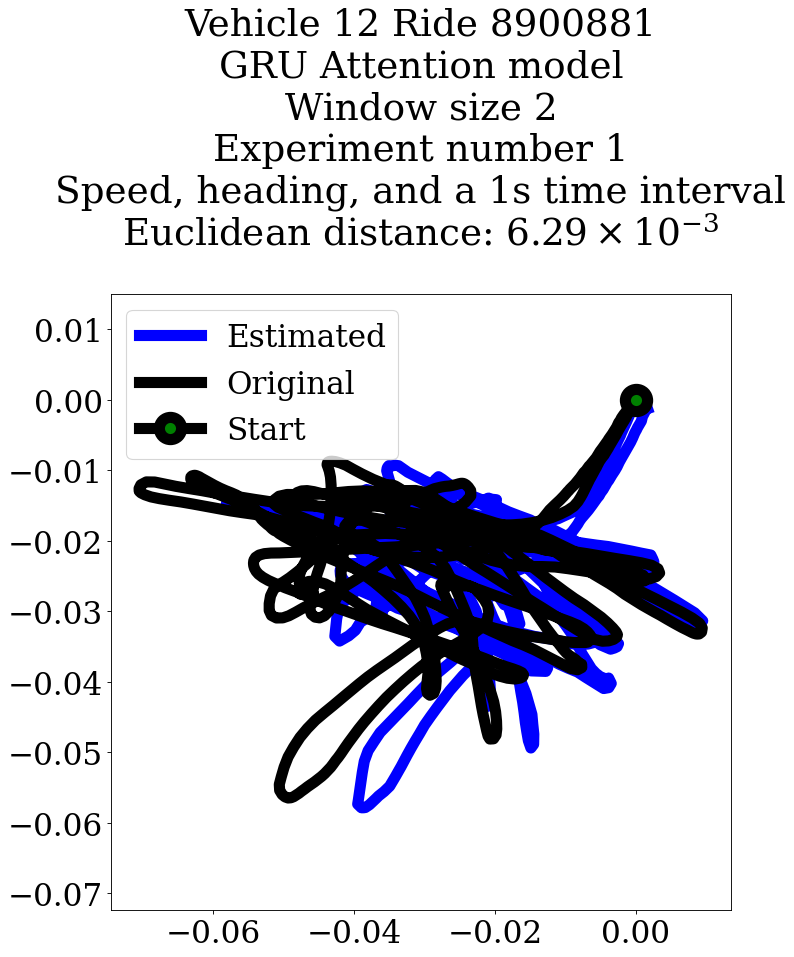 Vehicle 12 Ride 8900881
GRU Attention model
Window size 2
Experiment number 1
Speed, heading, and a 1s time interval
Euclidean distance: 6.29 × 10⁻³
Estimated
Original
Start
0.01
0.00
−0.01
−0.02
−0.03
−0.04
−0.05
−0.06
−0.07
−0.06 −0.04 −0.02 0.00